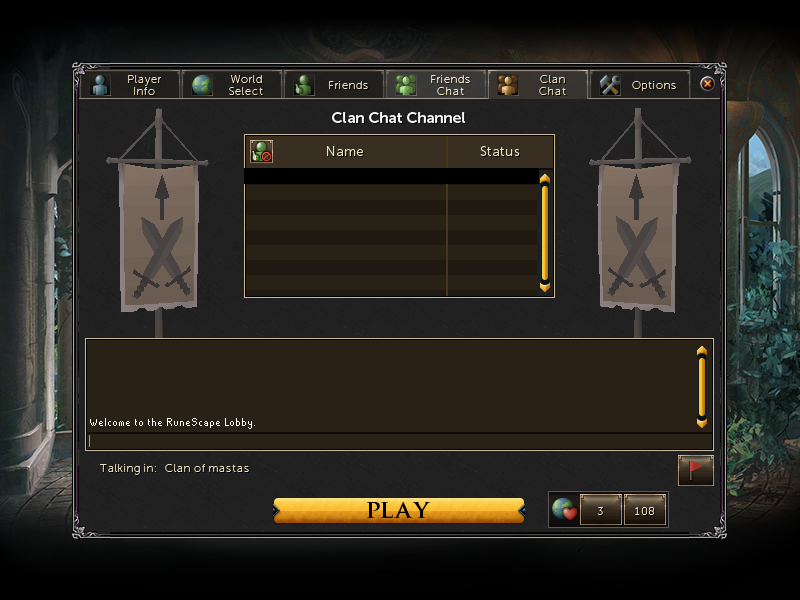 Player Info
World Select
Friends
Friends Chat
Clan Chat
Options
Clan Chat Channel
Name Status
Welcome to the RuneScape Lobby.
Talking in: Clan of mastas
PLAY
3 108